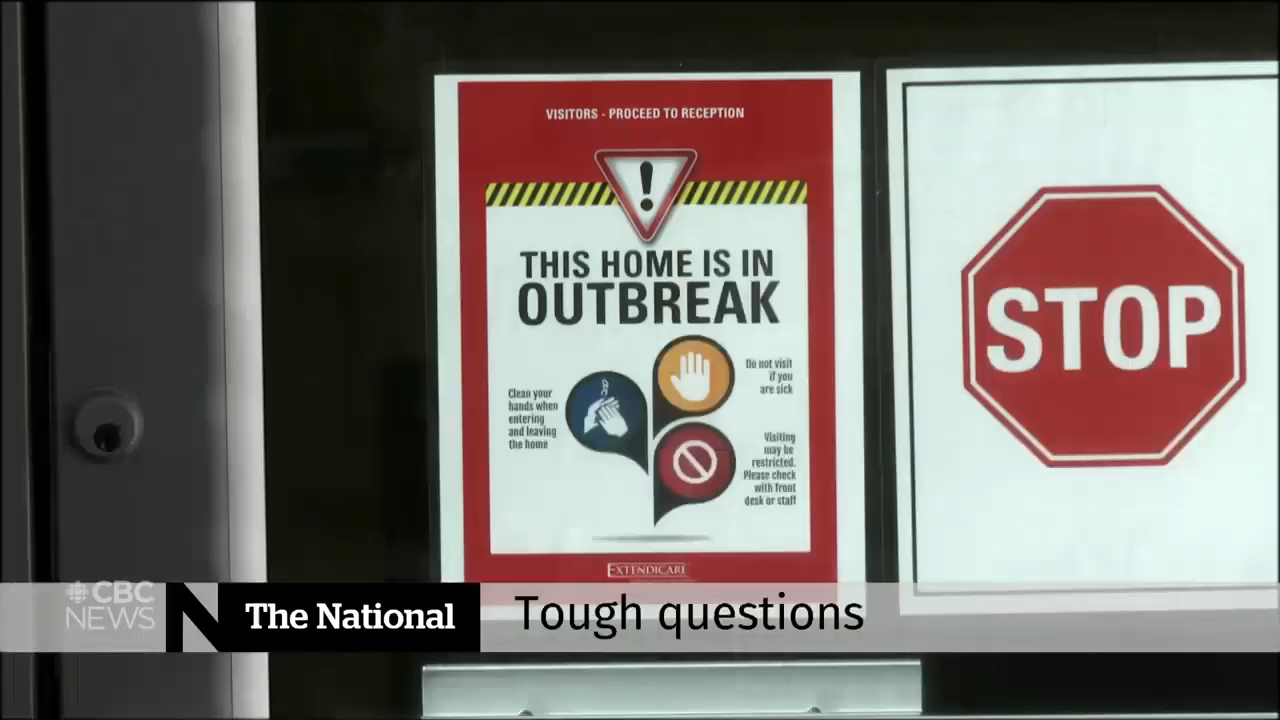 VISITORS - PROCEED TO RECEPTION
!
THIS HOME IS IN
OUTBREAK
Clean your
hands when
entering
and leaving
the home
Do not visit
if you
are sick
Visiting
may be
restricted.
Please check
with front
desk or staff
EXTENDICARE
STOP
CBC
NEWS
The National
Tough questions